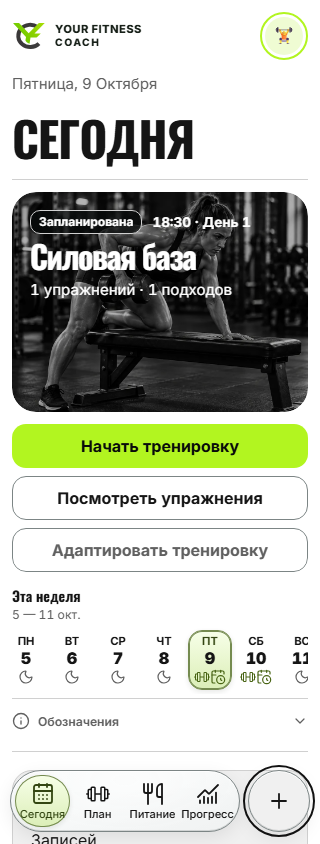 YOUR FITNESS
COACH
Пятница, 9 Октября
СЕГОДНЯ
Запланирована 18:30 · День 1
Силовая база
1 упражнений · 1 подходов
Начать тренировку
Посмотреть упражнения
Адаптировать тренировку
Эта неделя
5 — 11 окт.
ПН ВТ СР ЧТ ПТ СБ ВС
5 6 7 8 9 10 11
Обозначения
Сегодня План Питание Прогресс
Записей